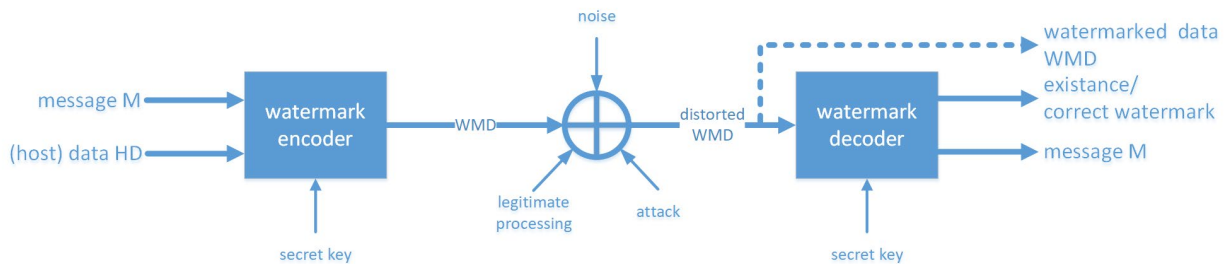 noise
message M
(host) data HD
watermark
encoder
secret key
WMD
legitimate
processing
attack
distorted
WMD
watermark
decoder
secret key
watermarked data
WMD
existance/
correct watermark
message M